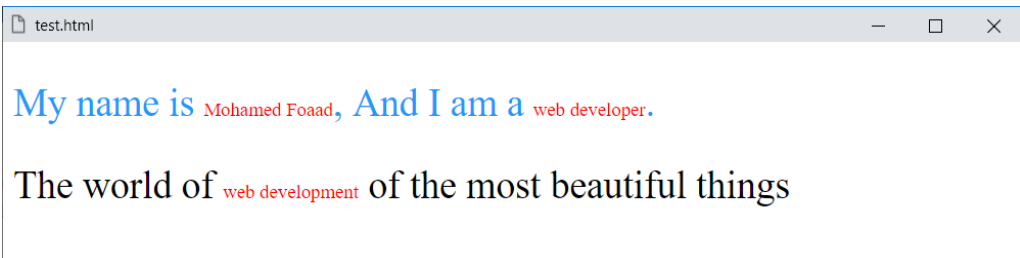 test.html
My name is Mohamed Foaad, And I am a web developer.
The world of web development of the most beautiful things